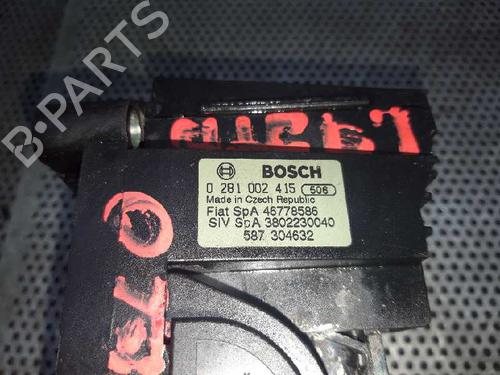 BOSCH
0 281 002 415 506
Made in Czech Republic
Fiat SpA 46778586
SIV SpA 3802230040
587 304632
B-PARTS